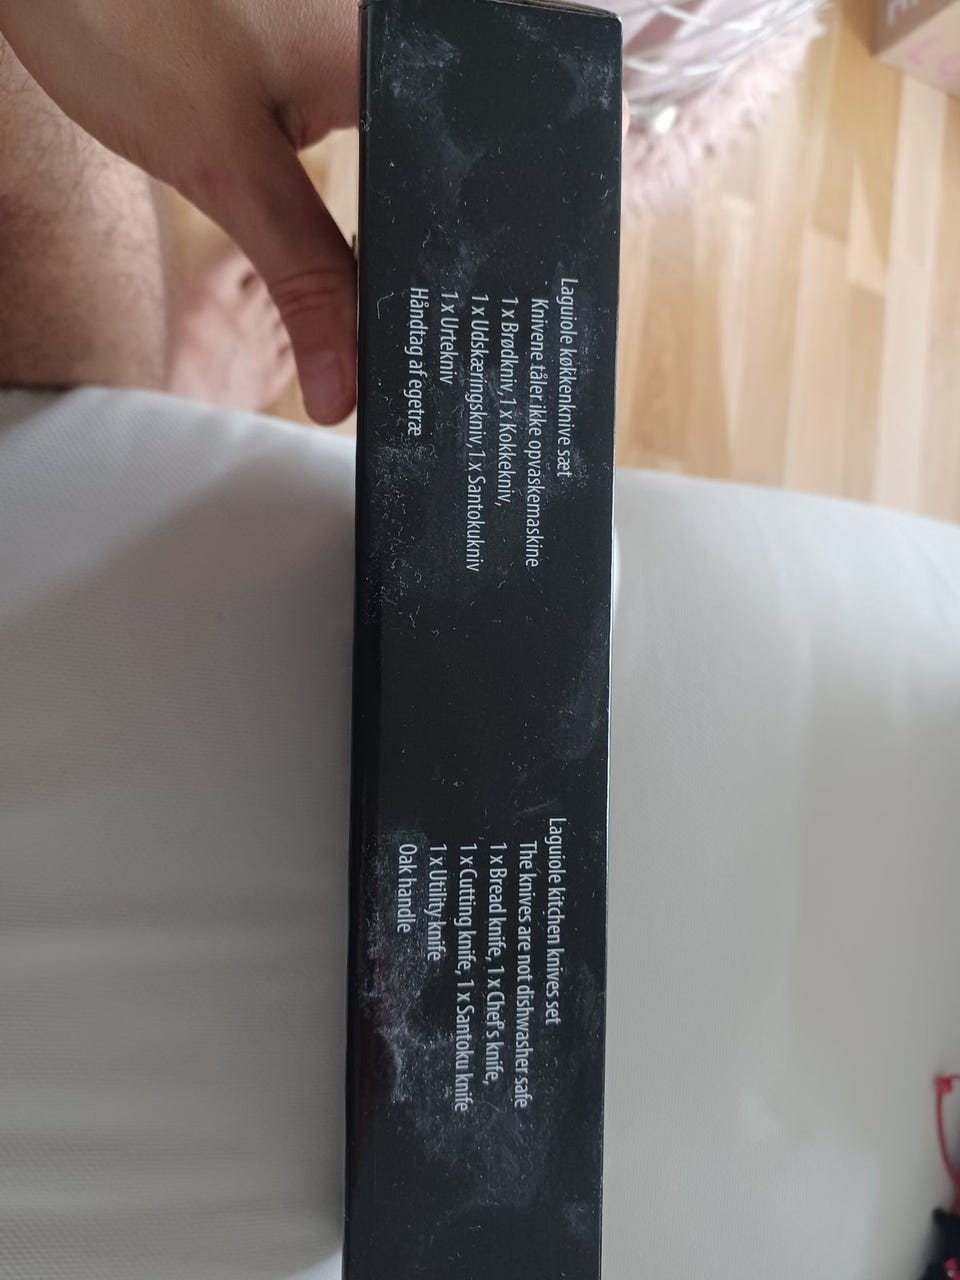 Laguiole køkkenknive sæt
Knivene tåler ikke opvaskemaskine
1 x Brødkniv, 1 x Kokkekniv,
1 x Udskæringskniv, 1 x Santokukniv
1 x Urtekniv
Håndtag af egetræ
Laguiole kitchen knives set
The knives are not dishwasher safe
1 x Bread knife, 1 x Chef's knife,
1 x Cutting knife, 1 x Santoku knife
1 x Utility knife
Oak handle